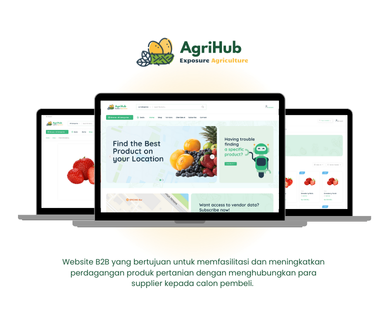 AgriHub
Exposure Agriculture
AgriHub
Find the Best
Product on
your Location
Having trouble
finding
a specific
product?
Want access to vendor data?
Subscribe now!
Website B2B yang bertujuan untuk memfasilitasi dan meningkatkan
perdagangan produk pertanian dengan menghubungkan para
supplier kepada calon pembeli.